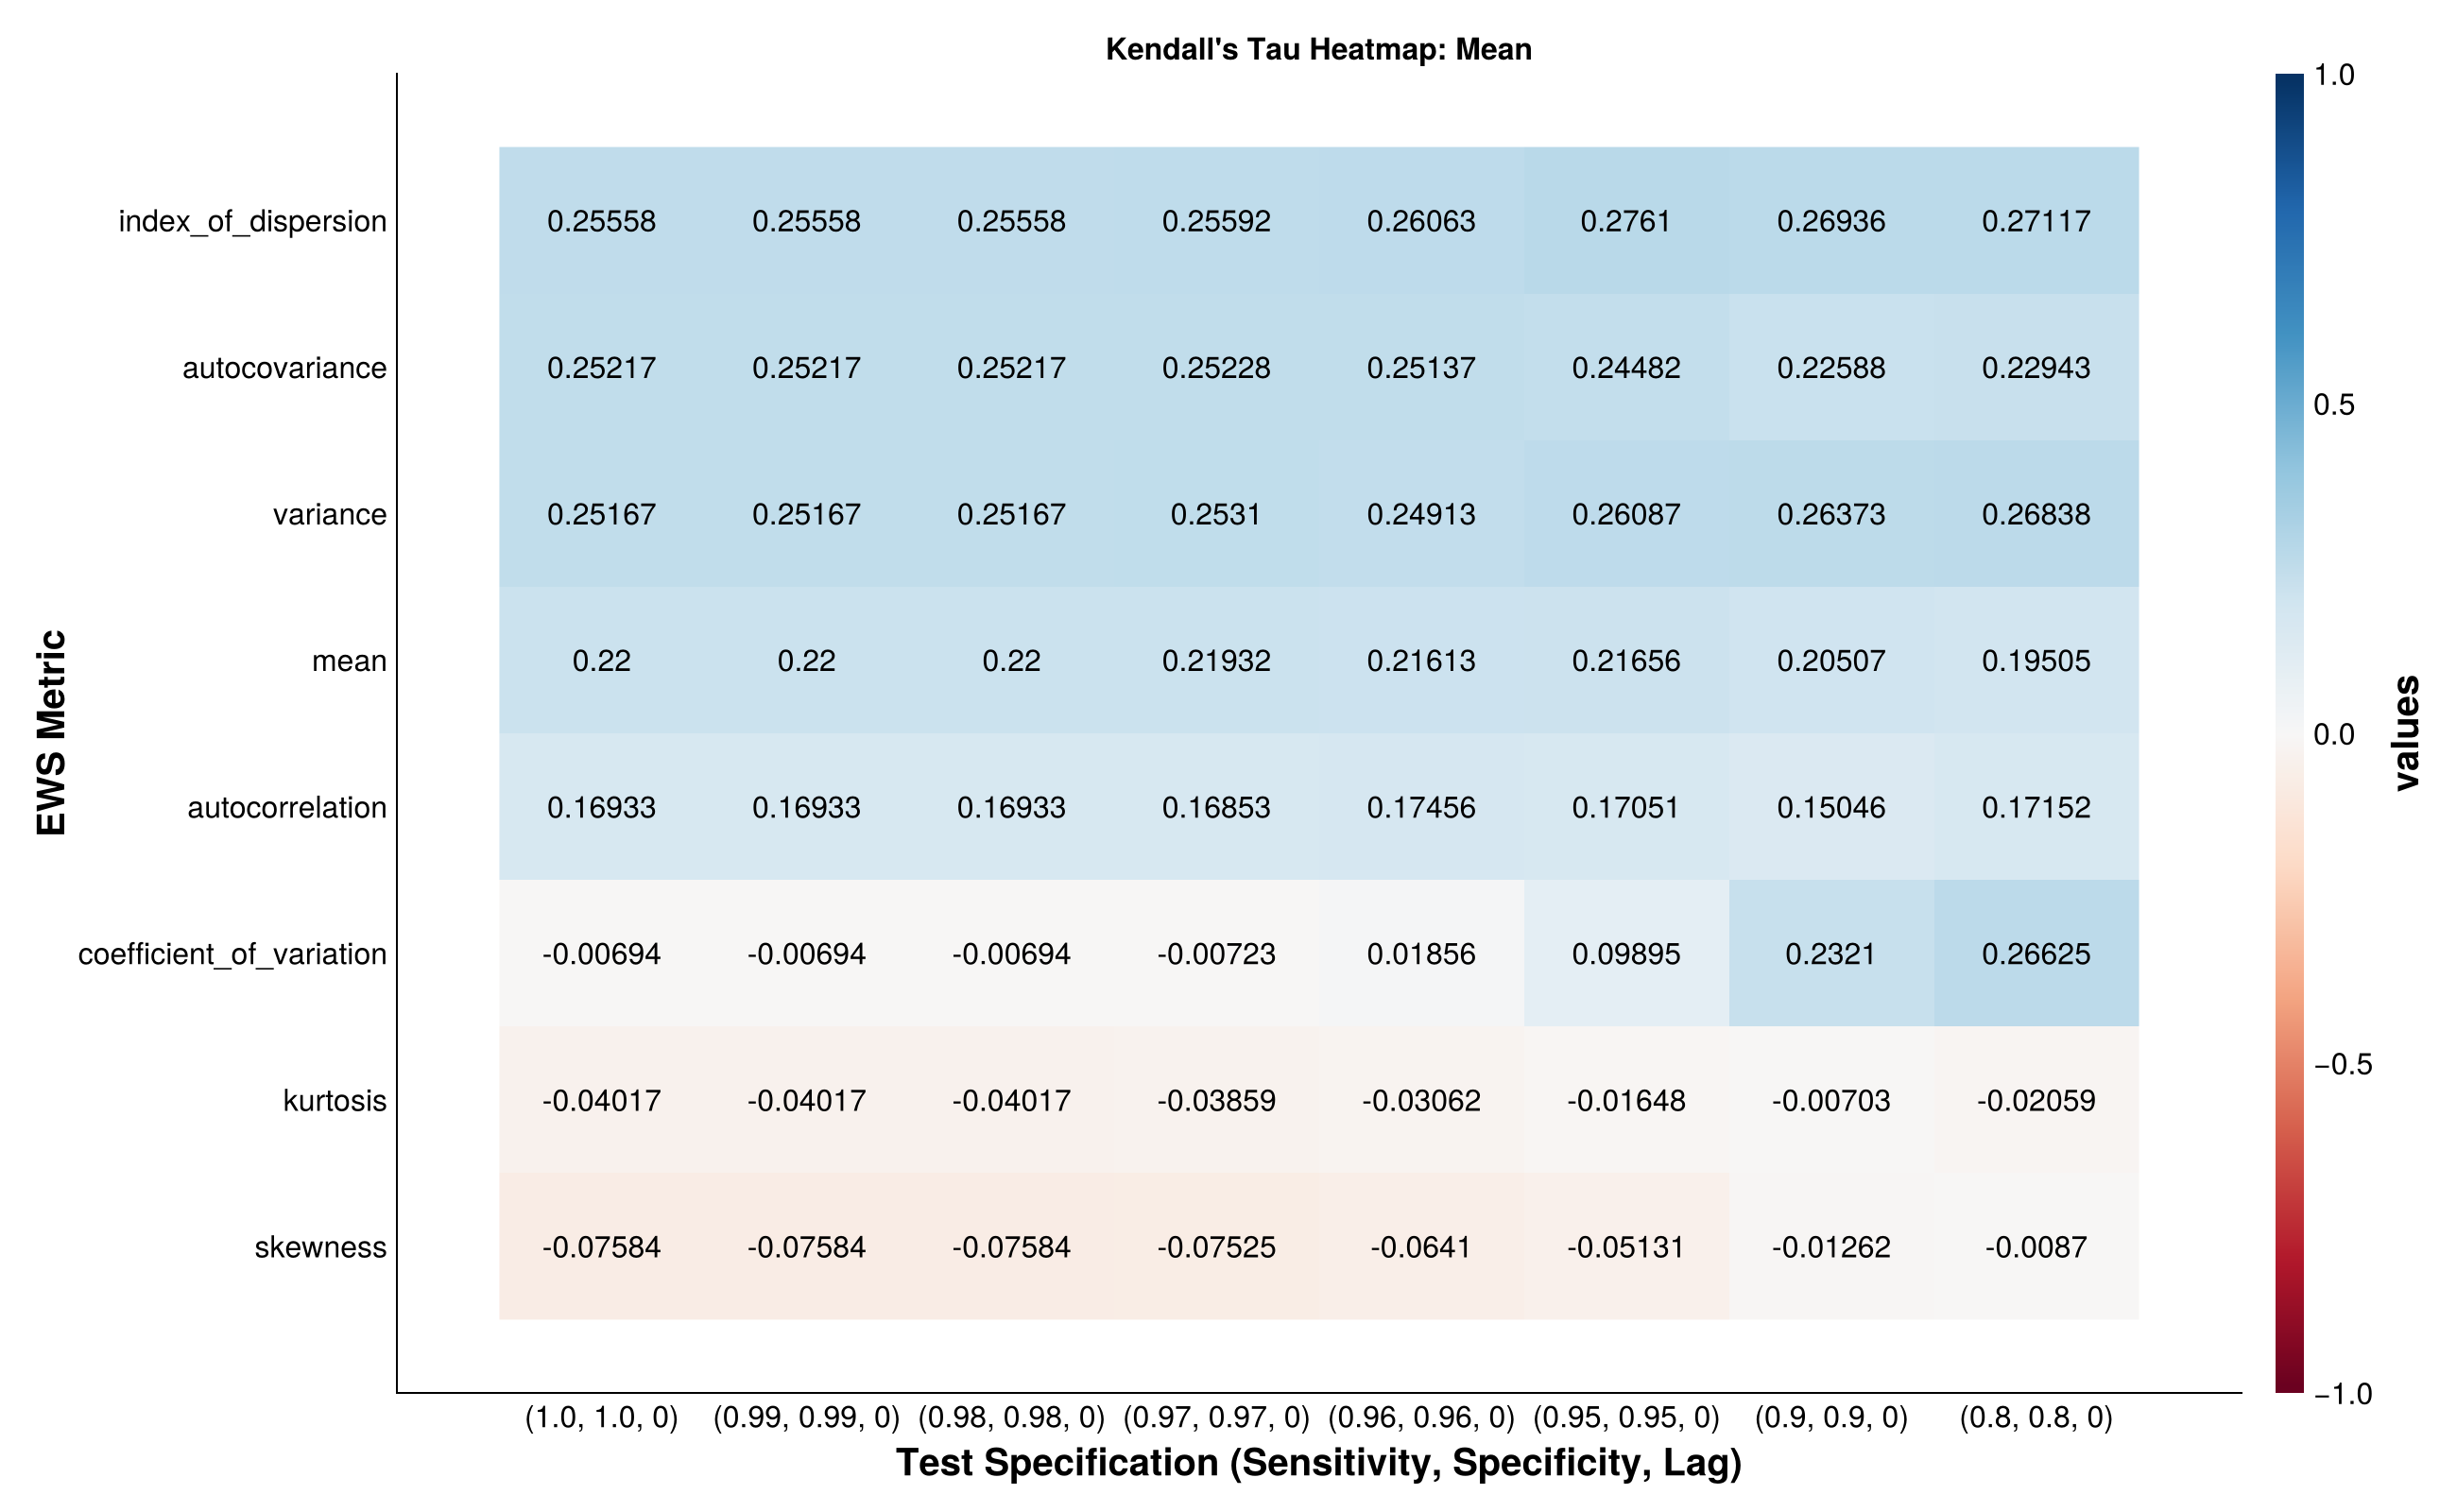 Kendall's Tau Heatmap: Mean
EWS Metric
index_of_dispersion 0.25558 0.25558 0.25558 0.25592 0.26063 0.2761 0.26936 0.27117
autocovariance 0.25217 0.25217 0.25217 0.25228 0.25137 0.24482 0.22588 0.22943
variance 0.25167 0.25167 0.25167 0.2531 0.24913 0.26087 0.26373 0.26838
mean 0.22 0.22 0.22 0.21932 0.21613 0.21656 0.20507 0.19505
autocorrelation 0.16933 0.16933 0.16933 0.16853 0.17456 0.17051 0.15046 0.17152
coefficient_of_variation -0.00694 -0.00694 -0.00694 -0.00723 0.01856 0.09895 0.2321 0.26625
kurtosis -0.04017 -0.04017 -0.04017 -0.03859 -0.03062 -0.01648 -0.00703 -0.02059
skewness -0.07584 -0.07584 -0.07584 -0.07525 -0.0641 -0.05131 -0.01262 -0.0087
(1.0, 1.0, 0) (0.99, 0.99, 0) (0.98, 0.98, 0) (0.97, 0.97, 0) (0.96, 0.96, 0) (0.95, 0.95, 0) (0.9, 0.9, 0) (0.8, 0.8, 0)
Test Specification (Sensitivity, Specificity, Lag)
1.0
0.5
0.0
−0.5
−1.0
values